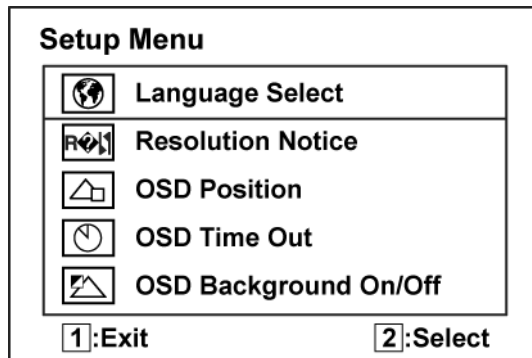 Setup Menu
Language Select
Resolution Notice
OSD Position
OSD Time Out
OSD Background On/Off
1:Exit 2:Select